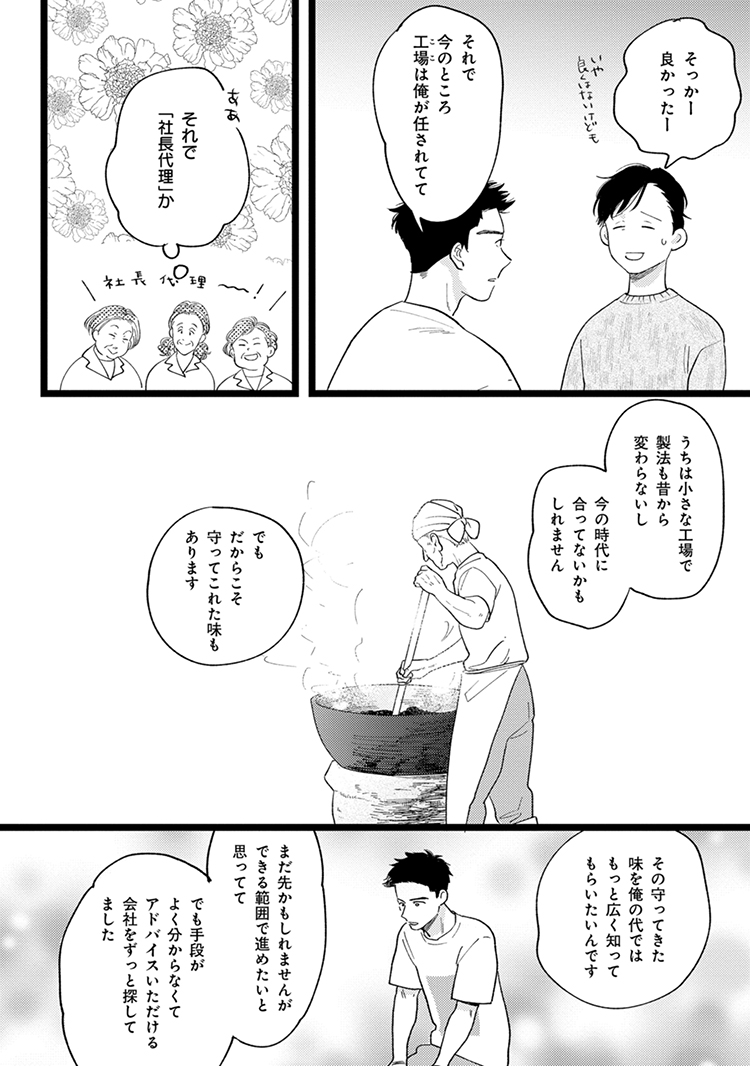 そっかー
良かったー
いや
良くはないけども
それで
今のところ
工場は俺が任されてて
ここ
ああ
それで
「社長代理」か
社長代理〜!
うちは小さな工場で
製法も昔から
変わらないし
今の時代に
合ってないかも
しれません
でも
だからこそ
守ってこれた味も
あります
その守ってきた
味を俺の代では
もっと広く知って
もらいたいんです
まだ先かもしれませんが
できる範囲で進めたいと
思ってて
でも手段が
よく分からなくて
アドバイスいただける
会社をずっと探して
ました